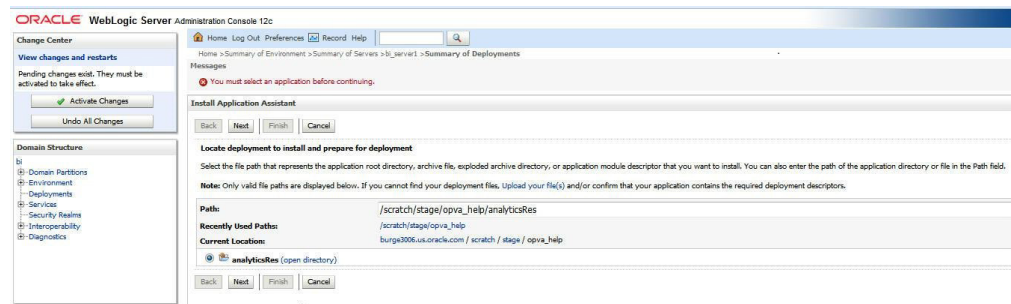 ORACLE WebLogic Server Administration Console 12c
Change Center
View changes and restarts
Pending changes exist. They must be
activated to take effect.
Activate Changes
Undo All Changes
Domain Structure
bi
Domain Partitions
Environment
Deployments
Services
Security Realms
Interoperability
Diagnostics
Home Log Out Preferences Record Help
Home >Summary of Environment >Summary of Servers >bi_server1 >Summary of Deployments
Messages
You must select an application before continuing.
Install Application Assistant
Back Next Finish Cancel
Locate deployment to install and prepare for deployment
Select the file path that represents the application root directory, archive file, exploded archive directory, or application module descriptor that you want to install. You can also enter the path of the application directory or file in the Path field.
Note: Only valid file paths are displayed below. If you cannot find your deployment files, Upload your file(s) and/or confirm that your application contains the required deployment descriptors.
Path: /scratch/stage/opva_help/analyticsRes
Recently Used Paths: /scratch/stage/opva_help
Current Location: burge3006.us.oracle.com / scratch / stage / opva_help
analyticsRes (open directory)
Back Next Finish Cancel